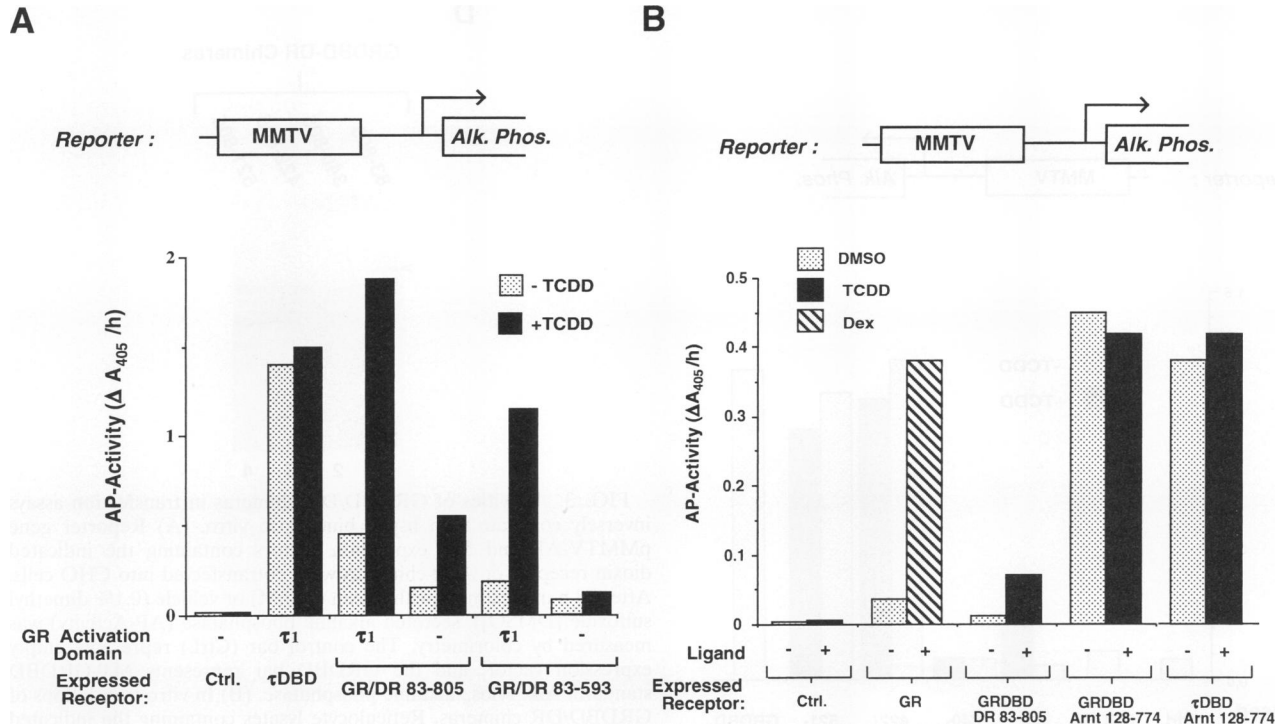 A
Reporter :
MMTV
Alk. Phos.
2
1
0
AP-Activity (Δ A405 /h)
- TCDD
+TCDD
GR Activation Domain
- τ1 τ1 - τ1 -
Expressed Receptor:
Ctrl. τDBD GR/DR 83-805 GR/DR 83-593
B
Reporter :
MMTV
Alk. Phos.
DMSO
TCDD
Dex
0.5
0.4
0.3
0.2
0.1
0
AP-Activity (ΔA405 /h)
Ligand
- + - + - + - + - +
Expressed Receptor:
Ctrl.
GR
GRDBD
DR 83-805
GRDBD
Arnt 128-774
τDBD
Arnt 128-774